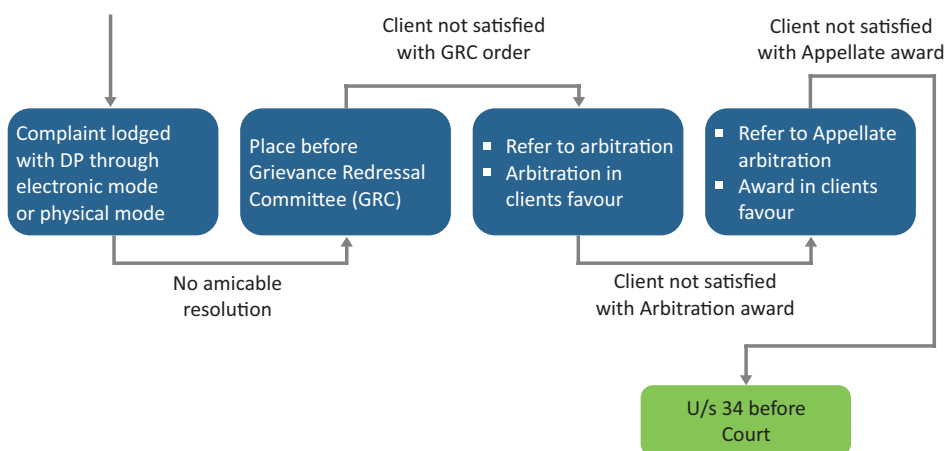 Client not satisfied
with GRC order
Client not satisfied
with Appellate award
Complaint lodged
with DP through
electronic mode
or physical mode
Place before
Grievance Redressal
Committee (GRC)
▪ Refer to arbitration
▪ Arbitration in
clients favour
▪ Refer to Appellate
arbitration
▪ Award in clients
favour
No amicable
resolution
Client not satisfied
with Arbitration award
U/s 34 before
Court